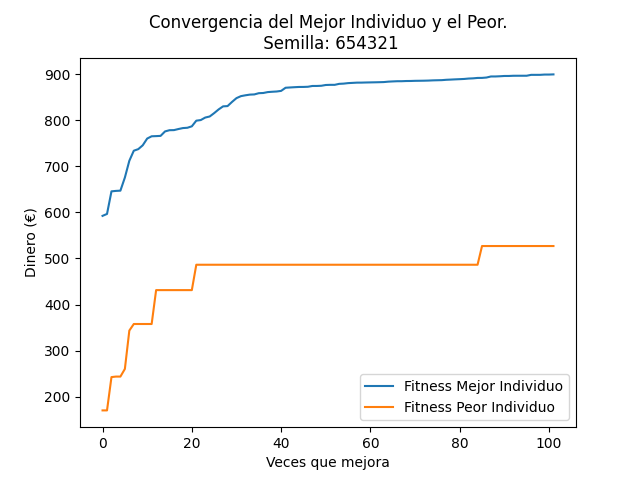 Convergencia del Mejor Individuo y el Peor.
Semilla: 654321
900
800
700
600
500
400
300
200
Dinero (€)
Fitness Mejor Individuo
Fitness Peor Individuo
0
20
40
60
80
100
Veces que mejora